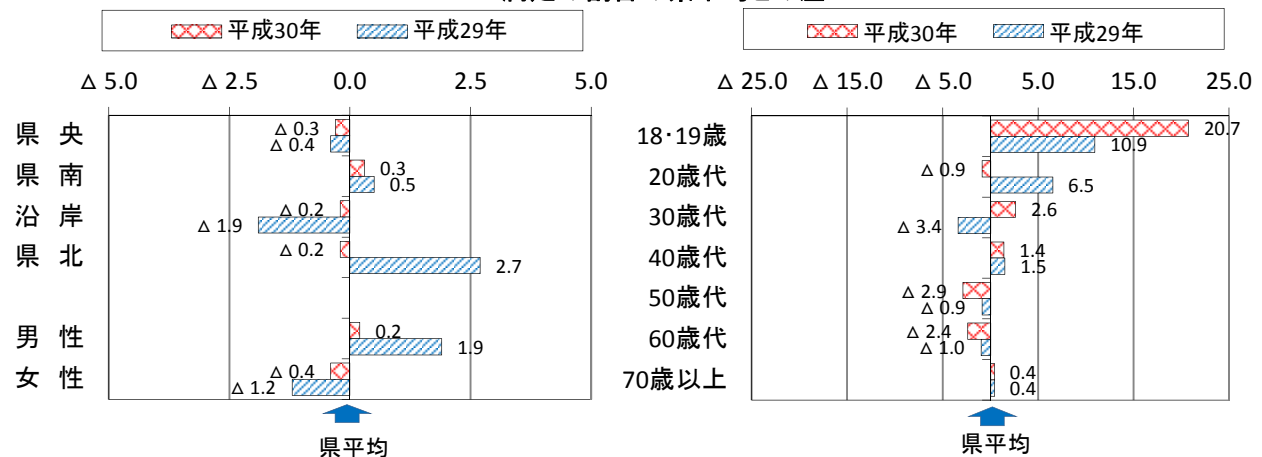 平成30年 平成29年
△ 5.0 △ 2.5 0.0 2.5 5.0
県 央 △ 0.3 △ 0.4
県 南 0.3 0.5
沿 岸 △ 0.2 △ 1.9
県 北 △ 0.2 2.7
男 性 0.2 1.9
女 性 △ 0.4 △ 1.2
県平均
平成30年 平成29年
△ 25.0 △ 15.0 △ 5.0 5.0 15.0 25.0
18・19歳 20.7 10.9
20歳代 △ 0.9 6.5
30歳代 2.6 △ 3.4
40歳代 1.4 1.5
50歳代 △ 2.9 △ 0.9
60歳代 △ 2.4 △ 1.0
70歳以上 0.4 0.4
県平均